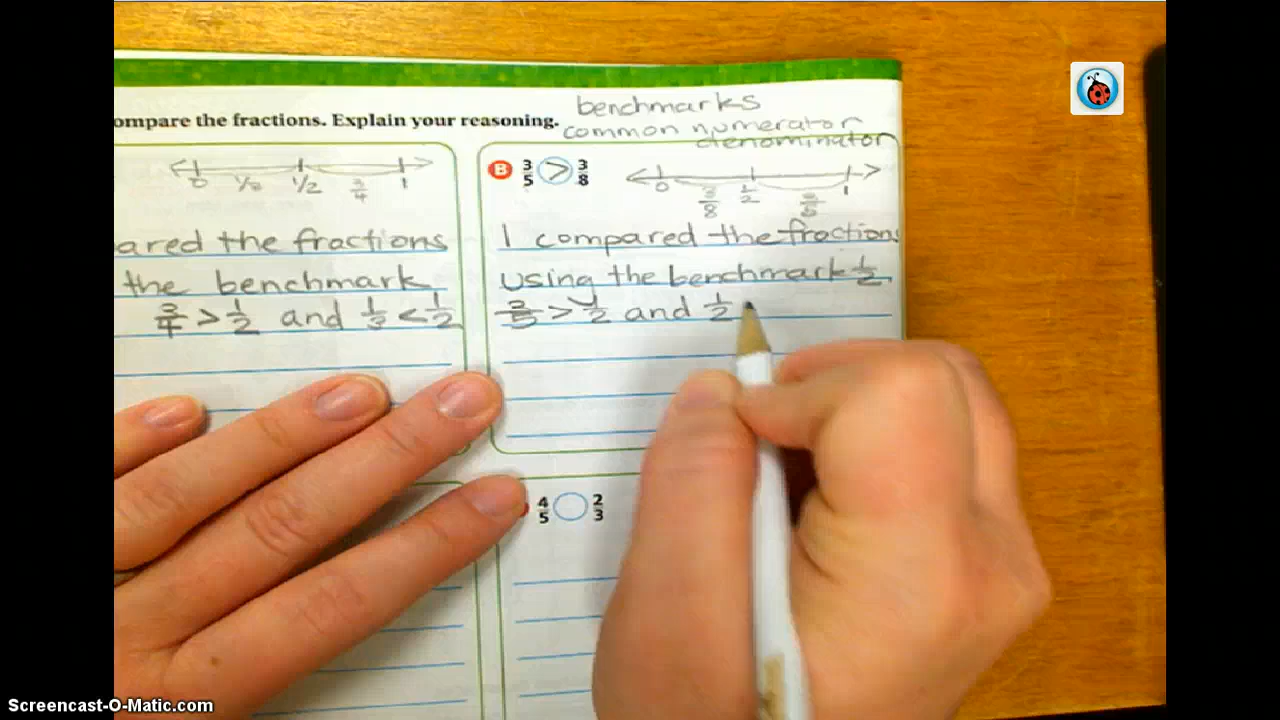 ompare the fractions. Explain your reasoning.
benchmarks
common numerator
denominator
0 1/2 1
1/3 3/4
ared the fractions
the benchmark
3/4 > 1/2 and 1/3 < 1/2
B 3/5 > 3/8
0 1/2 1
3/8 3/5
I compared the fractions
using the benchmark 1/2
3/5 > 1/2 and 1/2
4/5 2/3
Screencast-O-Matic.com